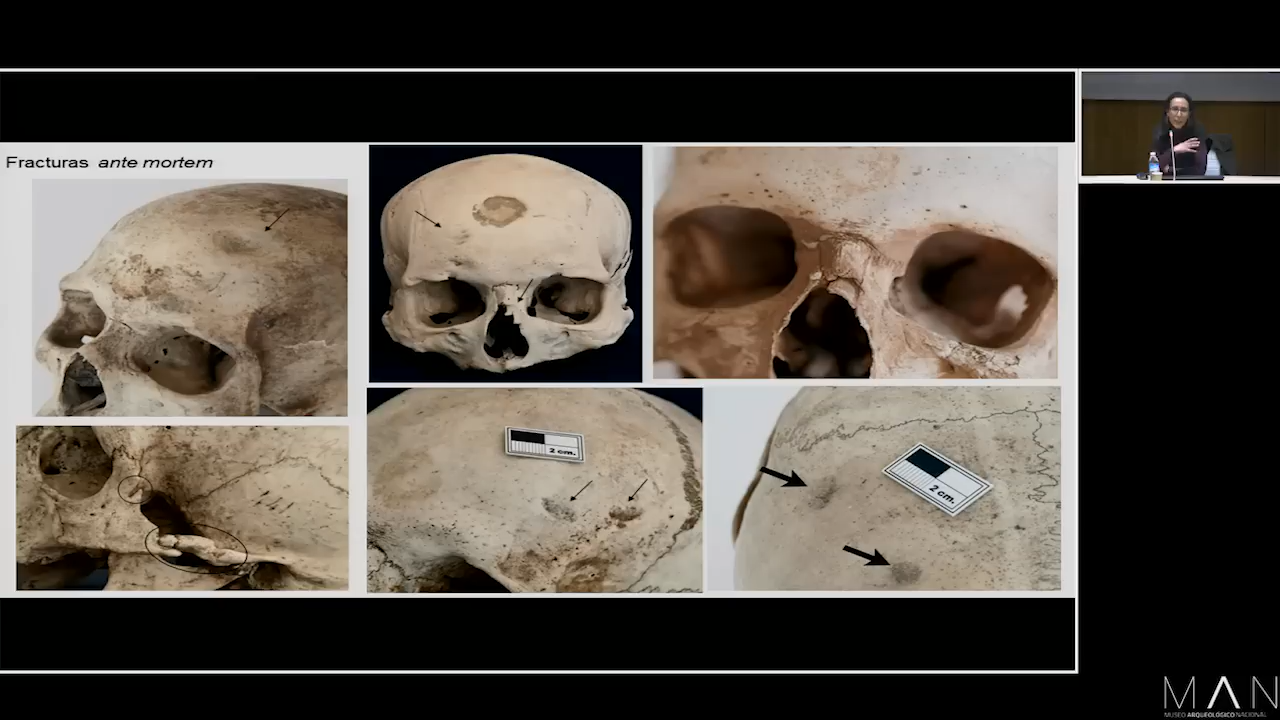 Fracturas ante mortem
2 cm.
2 cm.
MAN
MUSEO ARQUEOLÓGICO NACIONAL